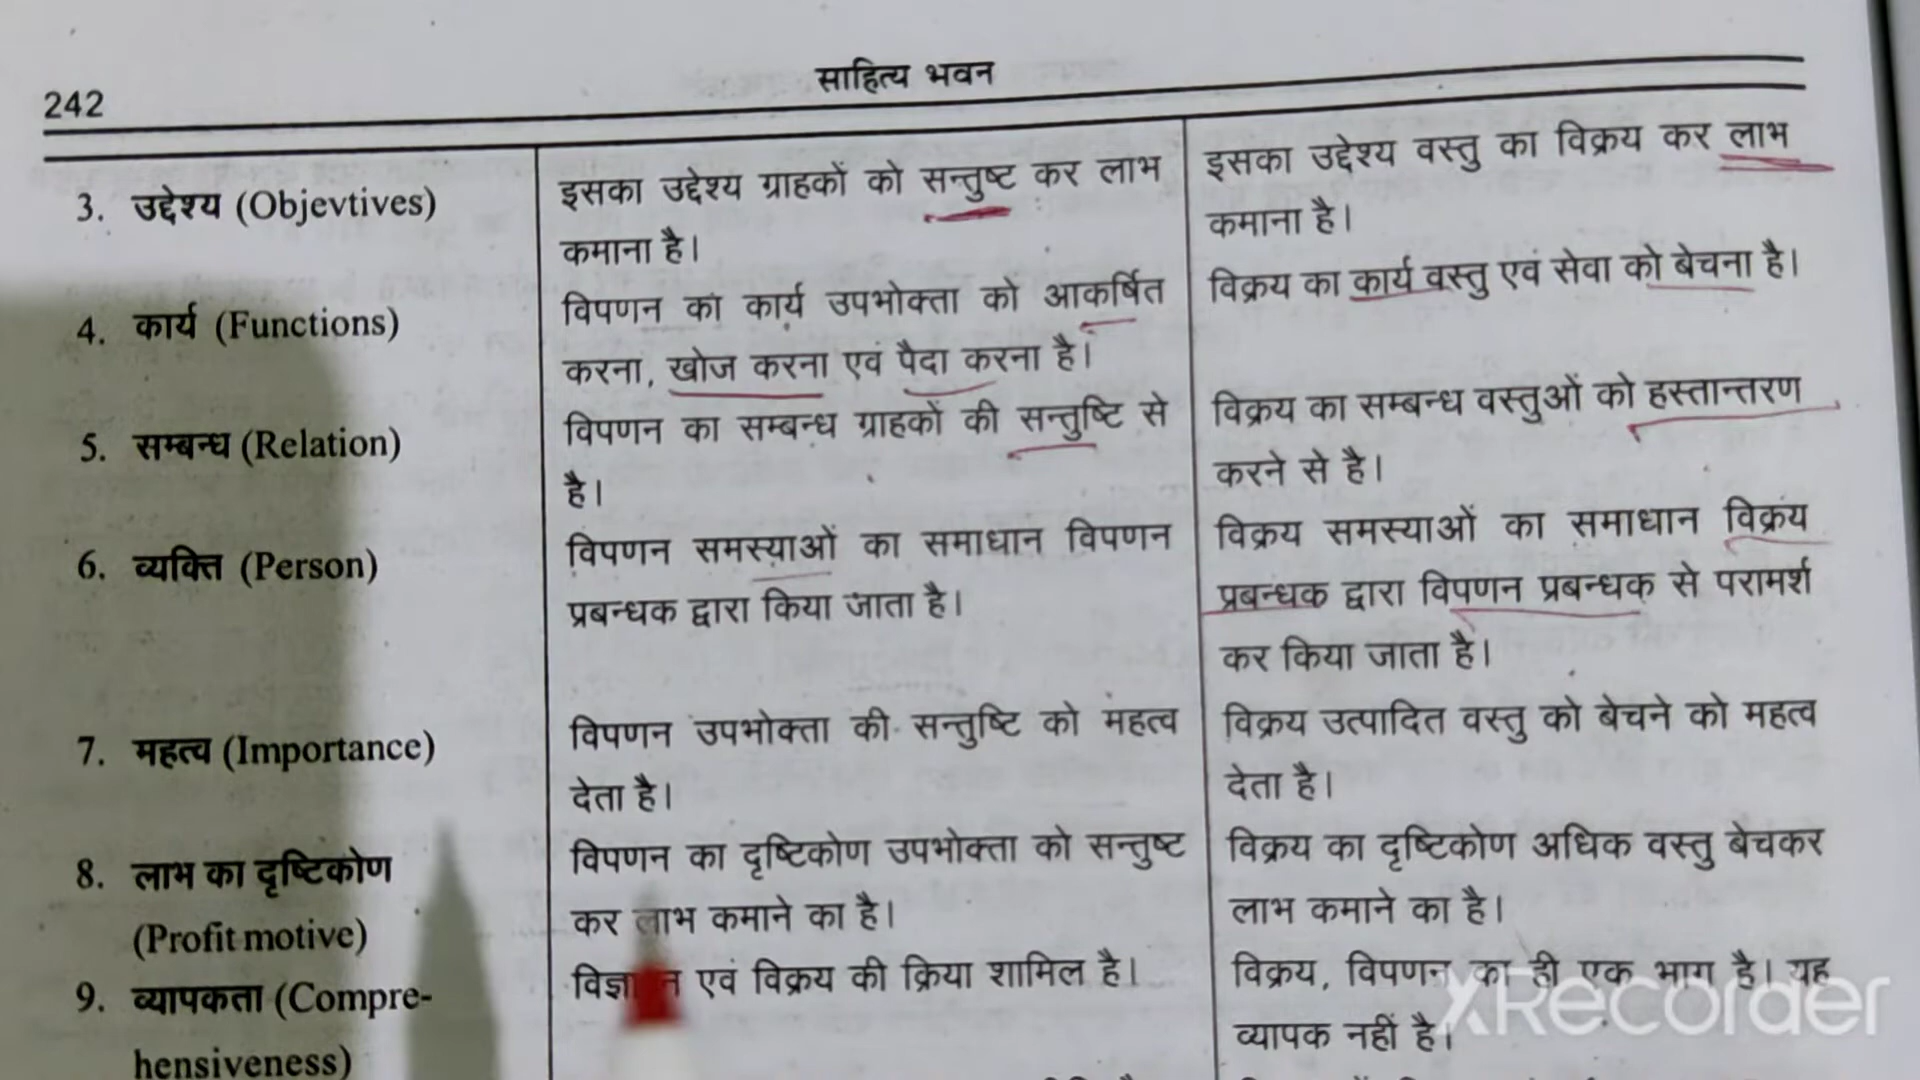 साहित्य भवन
242
3. उद्देश्य (Objevtives)
इसका उद्देश्य ग्राहकों को सन्तुष्ट कर लाभ
कमाना है।
इसका उद्देश्य वस्तु का विक्रय कर लाभ
कमाना है।
4. कार्य (Functions)
विपणन का कार्य उपभोक्ता को आकर्षित
करना, खोज करना एवं पैदा करना है।
विक्रय का कार्य वस्तु एवं सेवा को बेचना है।
5. सम्बन्ध (Relation)
विपणन का सम्बन्ध ग्राहकों की सन्तुष्टि से
है।
विक्रय का सम्बन्ध वस्तुओं को हस्तान्तरण
करने से है।
6. व्यक्ति (Person)
विपणन समस्याओं का समाधान विपणन
प्रबन्धक द्वारा किया जाता है।
विक्रय समस्याओं का समाधान विक्रय
प्रबन्धक द्वारा विपणन प्रबन्धक से परामर्श
कर किया जाता है।
7. महत्व (Importance)
विपणन उपभोक्ता की सन्तुष्टि को महत्व
देता है।
विक्रय उत्पादित वस्तु को बेचने को महत्व
देता है।
8. लाभ का दृष्टिकोण
(Profit motive)
विपणन का दृष्टिकोण उपभोक्ता को सन्तुष्ट
कर लाभ कमाने का है।
विक्रय का दृष्टिकोण अधिक वस्तु बेचकर
लाभ कमाने का है।
9. व्यापकता (Compre-
hensiveness)
एवं विक्रय की क्रिया शामिल है।
विक्रय, विपणन का ही एक भाग है। यह
व्यापक नहीं है।
XRecorder